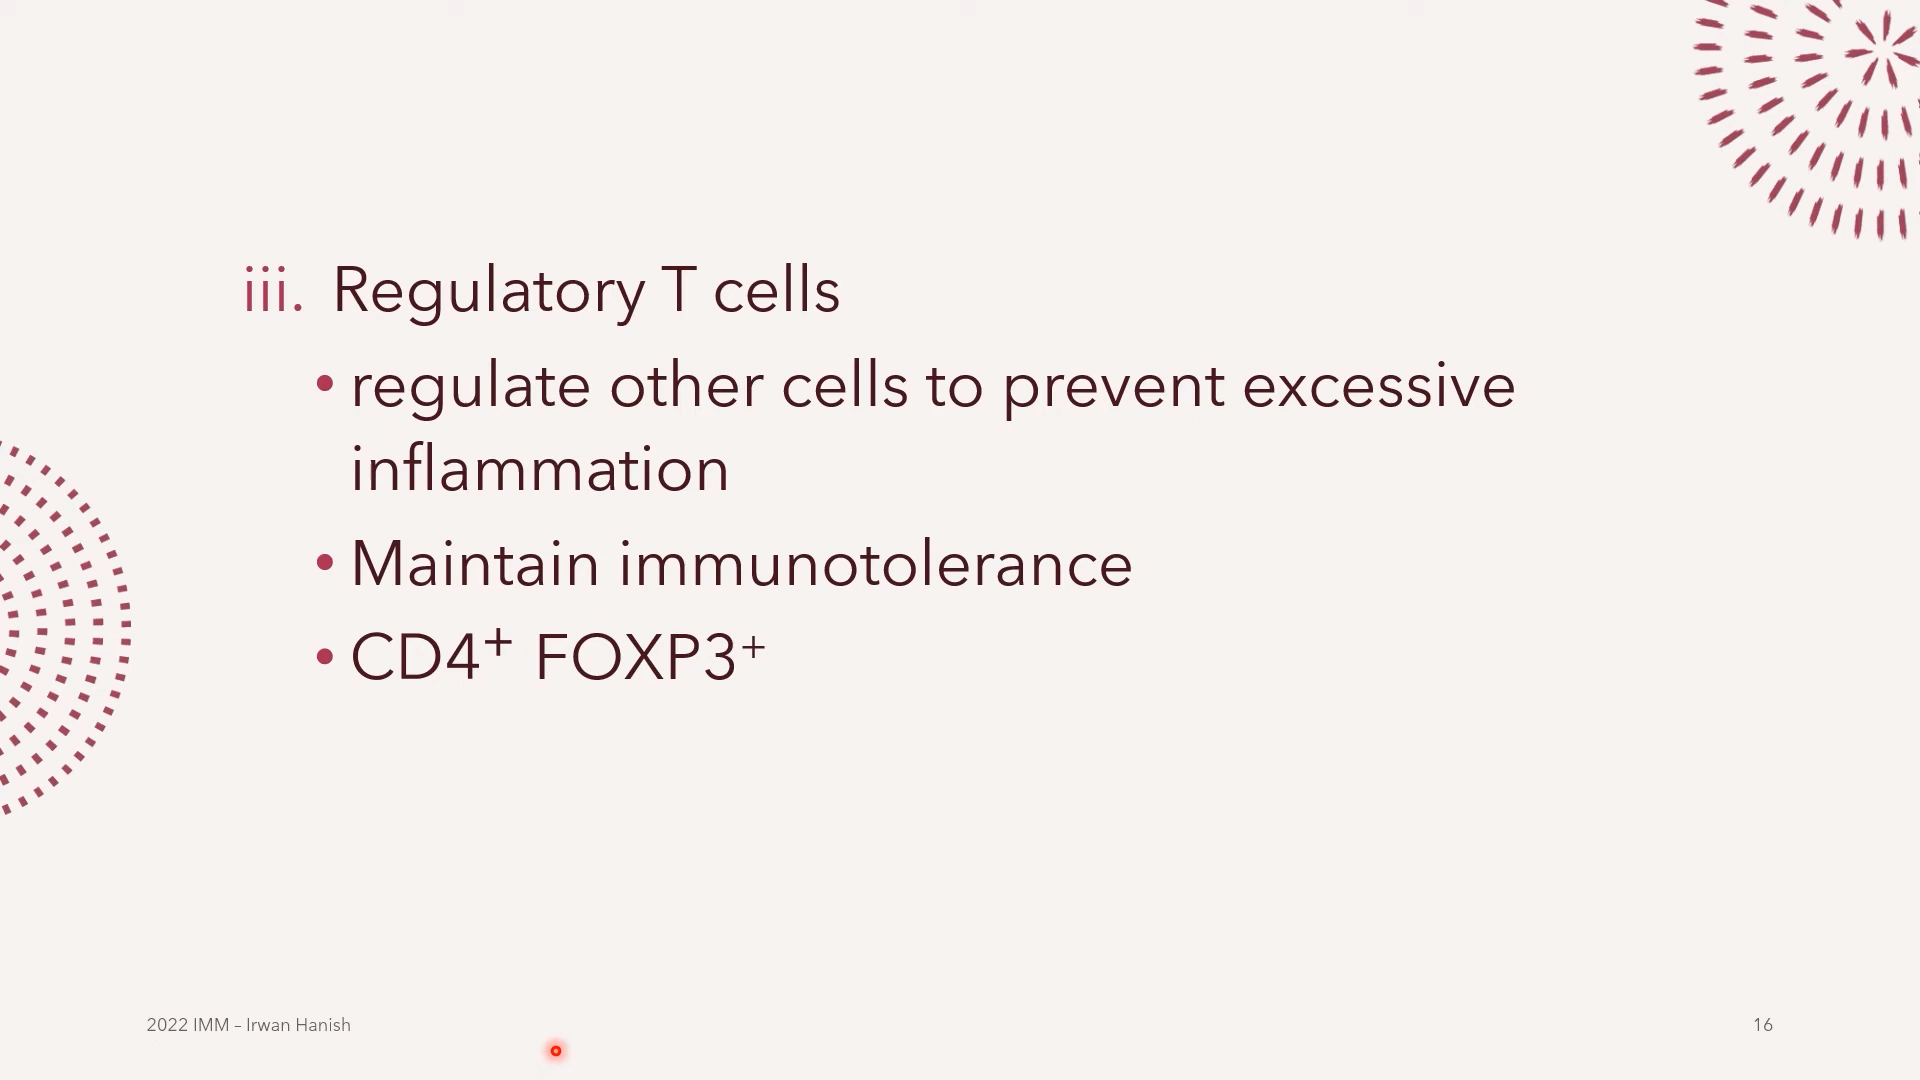 iii. Regulatory T cells
• regulate other cells to prevent excessive
inflammation
• Maintain immunotolerance
• CD4⁺ FOXP3⁺
2022 IMM – Irwan Hanish
16